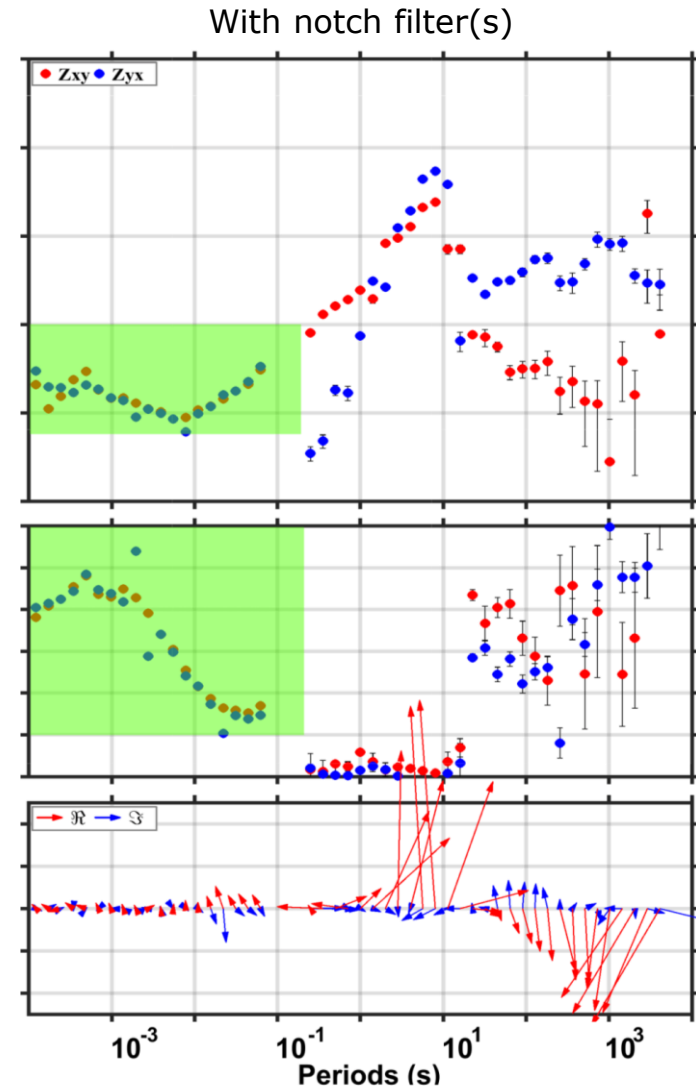 With notch filter(s)
Zxy Zyx
ℜ ℑ
10-3 10-1 101 103
Periods (s)